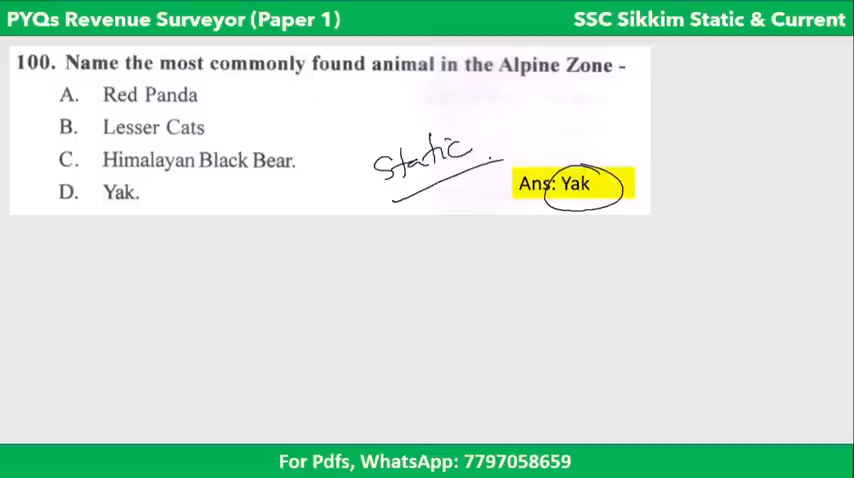 PYQs Revenue Surveyor (Paper 1) SSC Sikkim Static & Current
100. Name the most commonly found animal in the Alpine Zone -
A. Red Panda
B. Lesser Cats
C. Himalayan Black Bear.
D. Yak.
Static.
Ans: Yak
For Pdfs, WhatsApp: 7797058659